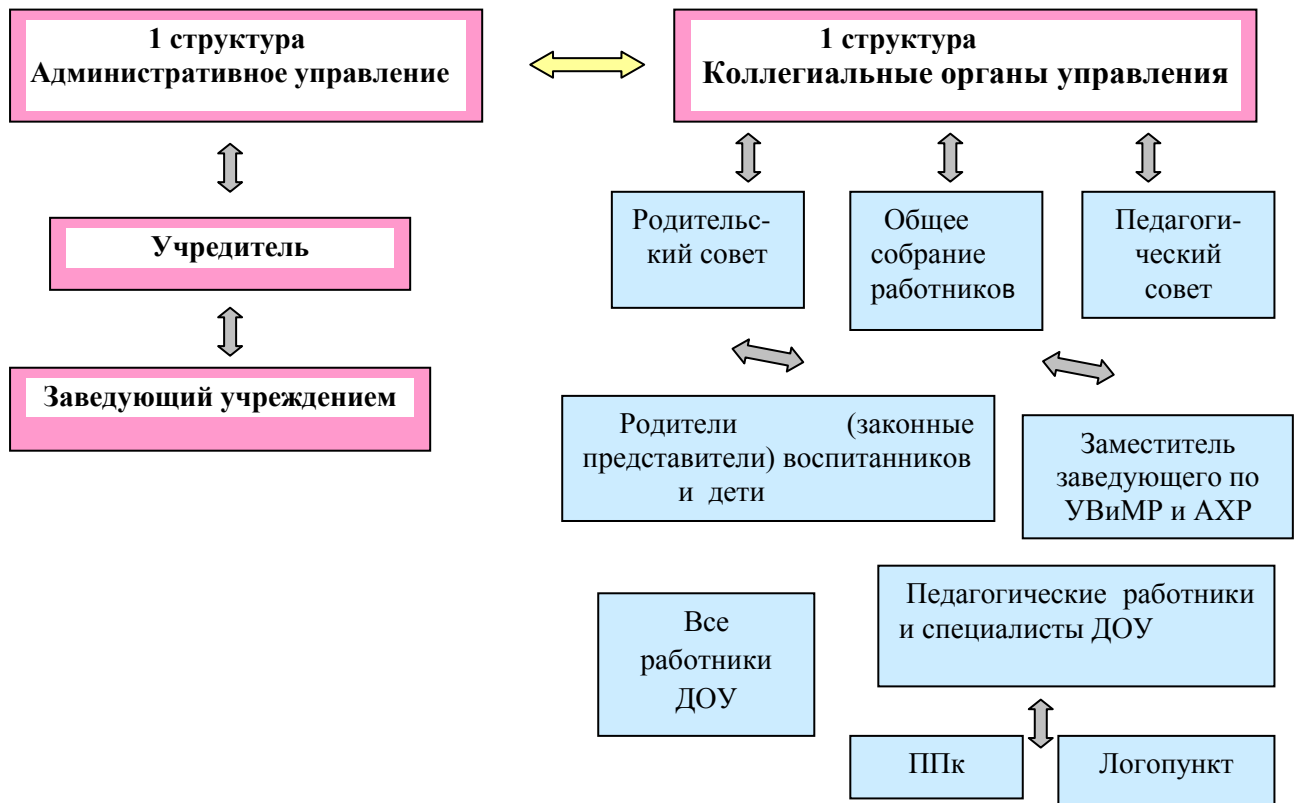 1 структура
Административное управление
1 структура
Коллегиальные органы управления
Учредитель
Заведующий учреждением
Родительс-
кий совет
Общее
собрание
работников
Педагоги-
ческий
совет
Родители (законные
представители) воспитанников
и дети
Заместитель
заведующего по
УВиМР и АХР
Все
работники
ДОУ
Педагогические работники
и специалисты ДОУ
ППк
Логопункт